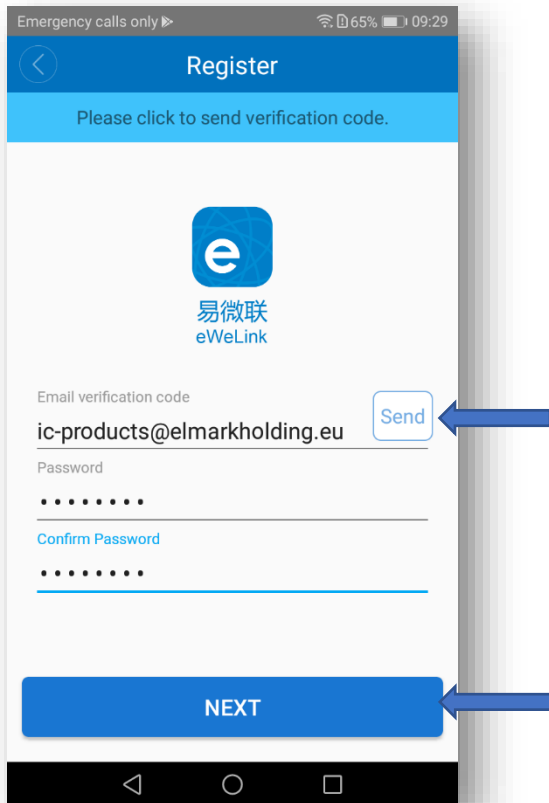 Emergency calls only 65% 09:29
Register
Please click to send verification code.
e
易微联
eWeLink
Email verification code
ic-products@elmarkholding.eu Send
Password
Confirm Password
NEXT